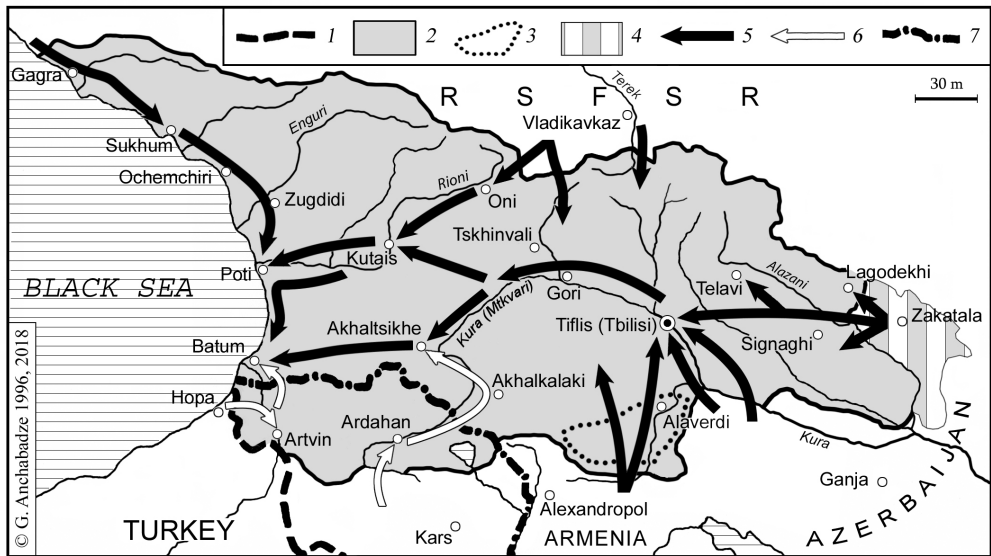 1 2 3 4 5 6 7
30 m
R S F S R
Terek
Vladikavkaz
Gagra
Sukhum
Ochemchiri
Enguri
Zugdidi
Rioni
Oni
Tskhinvali
Kutais
Poti
BLACK SEA
Gori
Telavi
Alazani
Lagodekhi
Zakatala
Kura (Mtkvari)
Tiflis (Tbilisi)
Signaghi
Akhaltsikhe
Batum
Akhalkalaki
Hopa
Artvin
Ardahan
Alaverdi
Kura
Ganja
AZERBAIJAN
Alexandropol
ARMENIA
Kars
TURKEY
© G. Anchabadze 1996, 2018